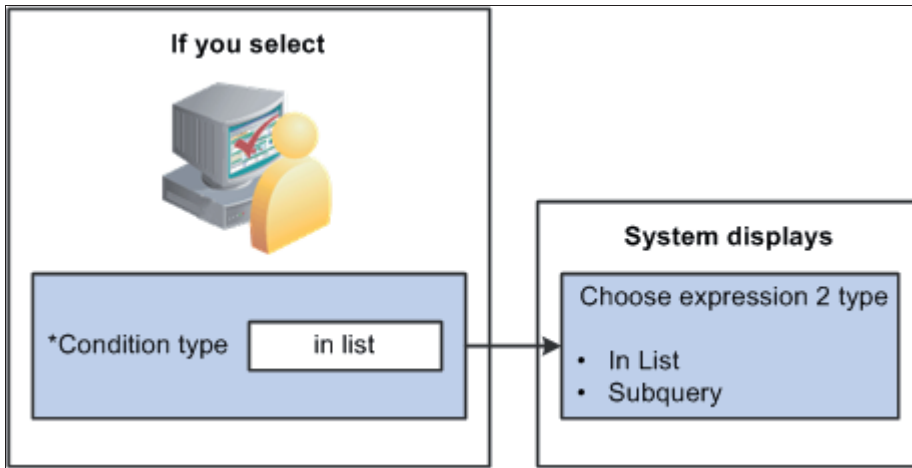 If you select
*Condition type
in list
System displays
Choose expression 2 type
• In List
• Subquery